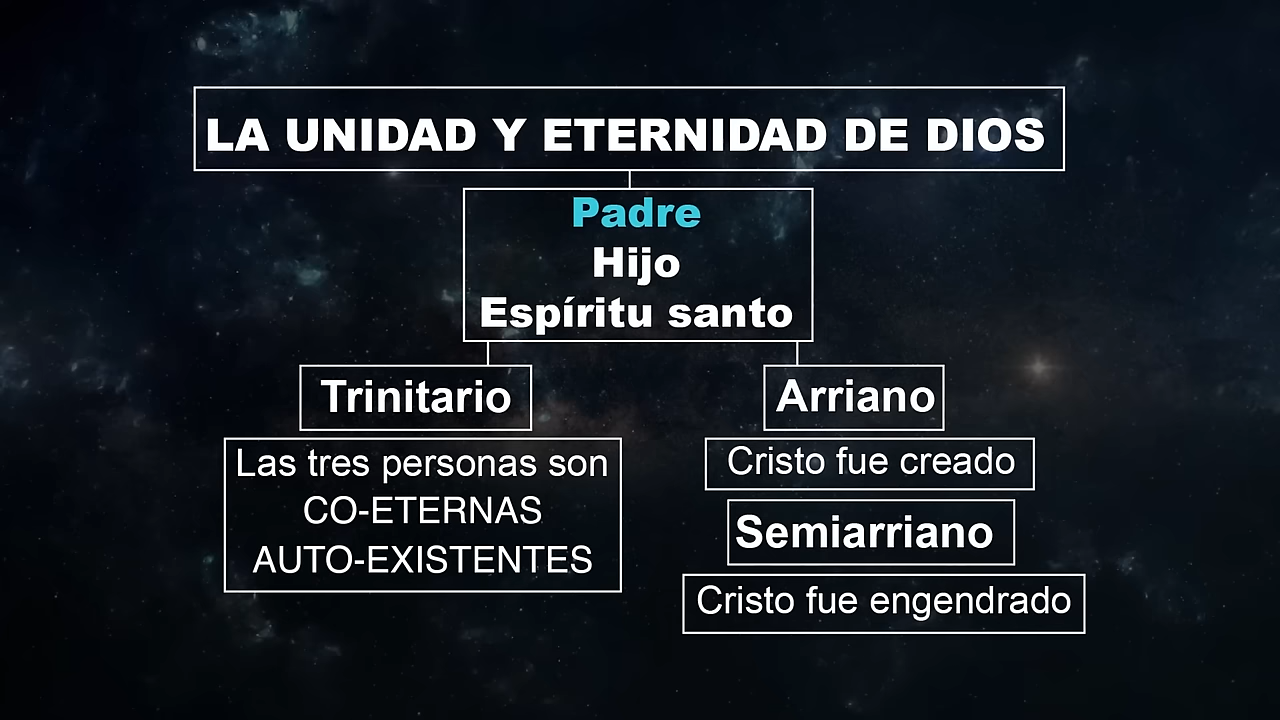 LA UNIDAD Y ETERNIDAD DE DIOS
Padre
Hijo
Espíritu santo
Trinitario
Las tres personas son
CO-ETERNAS
AUTO-EXISTENTES
Arriano
Cristo fue creado
Semiarriano
Cristo fue engendrado